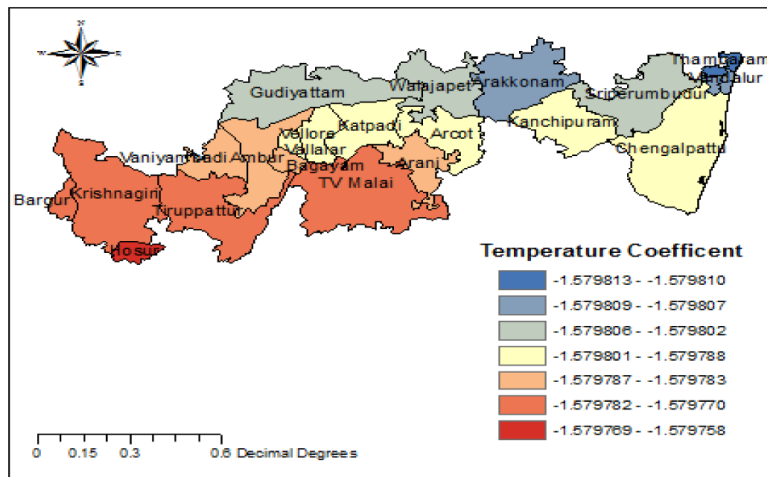 N
W E
S
Thambaram
Vandalur
Gudiyattam
Walajapet
Arakkonam
Sriperumbudur
Vellore
Katpadi
Arcot
Kanchipuram
Chengalpattu
Vaniyambadi
Ambur
Vallalar
Bagayam
Arani
TV Malai
Bargur
Krishnagiri
Tiruppattur
Hosur
Temperature Coefficent
-1.579813 - -1.579810
-1.579809 - -1.579807
-1.579806 - -1.579802
-1.579801 - -1.579788
-1.579787 - -1.579783
-1.579782 - -1.579770
-1.579769 - -1.579758
0 0.15 0.3 0.6 Decimal Degrees